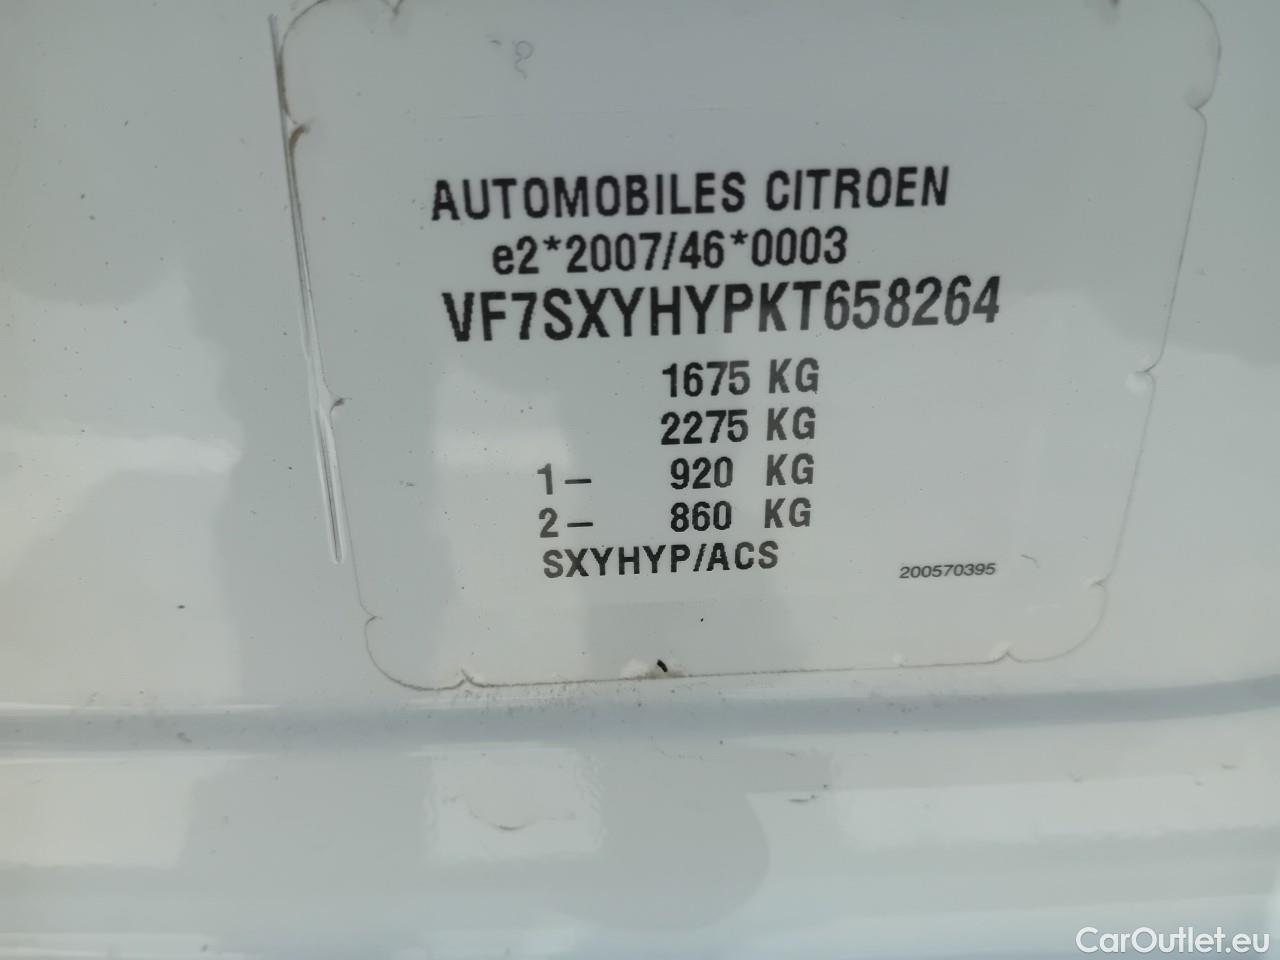 AUTOMOBILES CITROEN
e2*2007/46*0003
VF7SXYHYPKT658264
1675 KG
2275 KG
1– 920 KG
2– 860 KG
SXYHYP/ACS
200570395
CarOutlet.eu